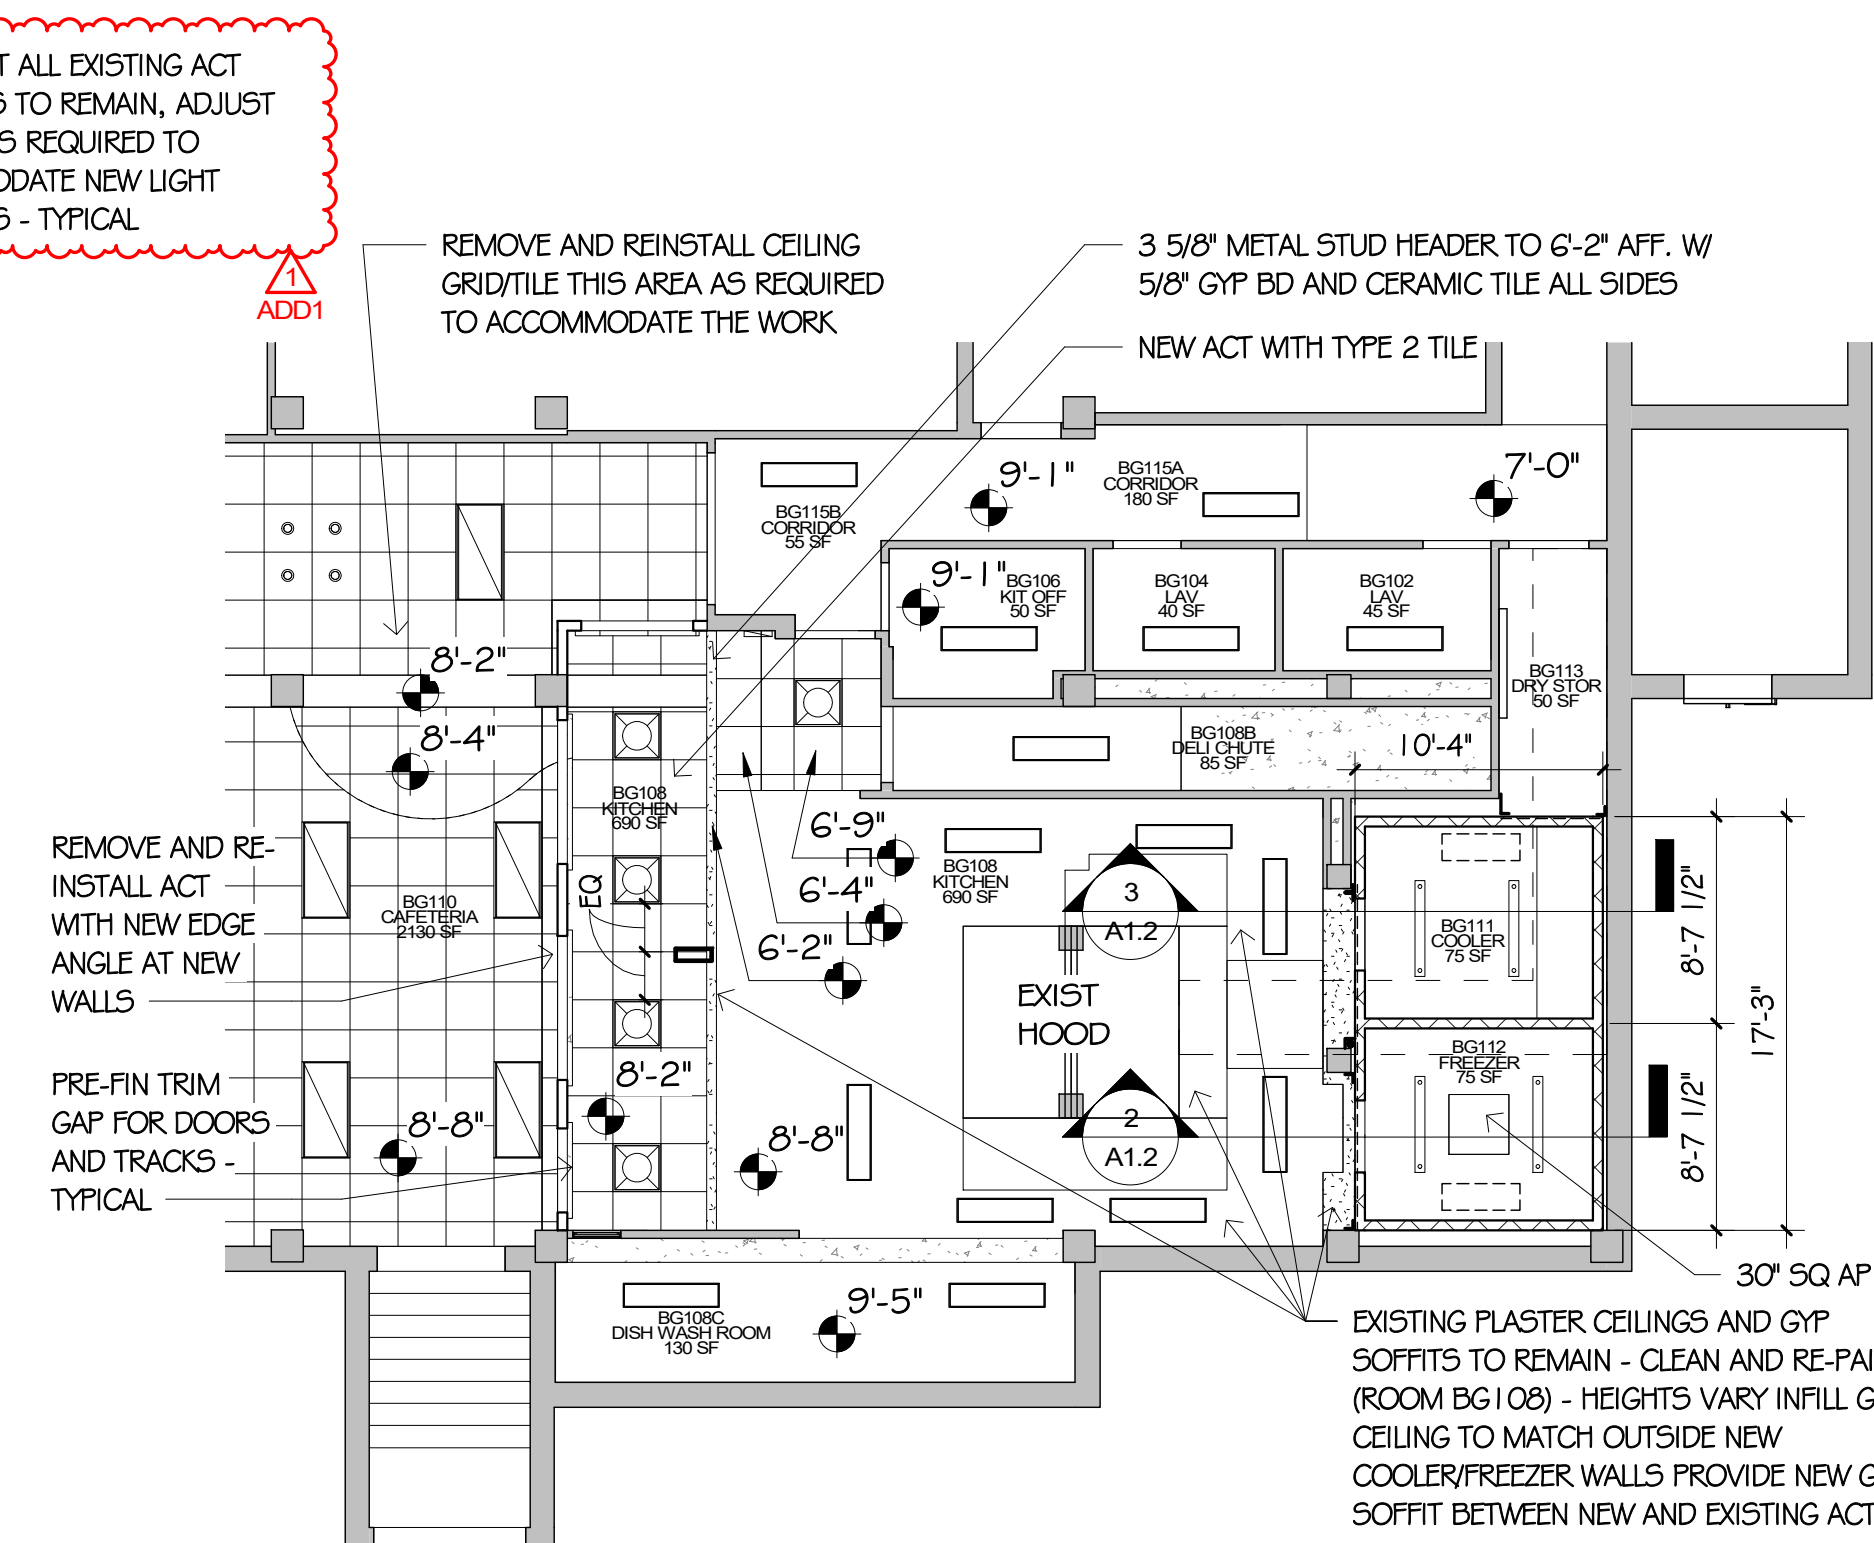 T ALL EXISTING ACT
S TO REMAIN, ADJUST
S REQUIRED TO
ODATE NEW LIGHT
S - TYPICAL
1
ADD1
REMOVE AND REINSTALL CEILING
GRID/TILE THIS AREA AS REQUIRED
TO ACCOMMODATE THE WORK
3 5/8" METAL STUD HEADER TO 6'-2" AFF. W/
5/8" GYP BD AND CERAMIC TILE ALL SIDES
NEW ACT WITH TYPE 2 TILE
9'-1"
BG115A
CORRIDOR
180 SF
7'-0"
BG115B
CORRIDOR
55 SF
9'-1"
BG106
KIT OFF
50 SF
BG104
LAV
40 SF
BG102
LAV
45 SF
8'-2"
BG113
DRY STOR
50 SF
8'-4"
BG108B
DELI CHUTE
85 SF
10'-4"
BG108
KITCHEN
690 SF
6'-9"
6'-4"
6'-2"
BG108
KITCHEN
690 SF
REMOVE AND RE-
INSTALL ACT
WITH NEW EDGE
ANGLE AT NEW
WALLS
BG110
CAFETERIA
2130 SF
EQ
3
A1.2
BG111
COOLER
75 SF
8'-7 1/2"
17'-3"
EXIST
HOOD
BG112
FREEZER
75 SF
8'-7 1/2"
PRE-FIN TRIM
GAP FOR DOORS
AND TRACKS -
TYPICAL
8'-8"
8'-2"
8'-8"
2
A1.2
9'-5"
BG108C
DISH WASH ROOM
130 SF
30" SQ AP
EXISTING PLASTER CEILINGS AND GYP
SOFFITS TO REMAIN - CLEAN AND RE-PAI
(ROOM BG108) - HEIGHTS VARY INFILL G
CEILING TO MATCH OUTSIDE NEW
COOLER/FREEZER WALLS PROVIDE NEW G
SOFFIT BETWEEN NEW AND EXISTING ACT